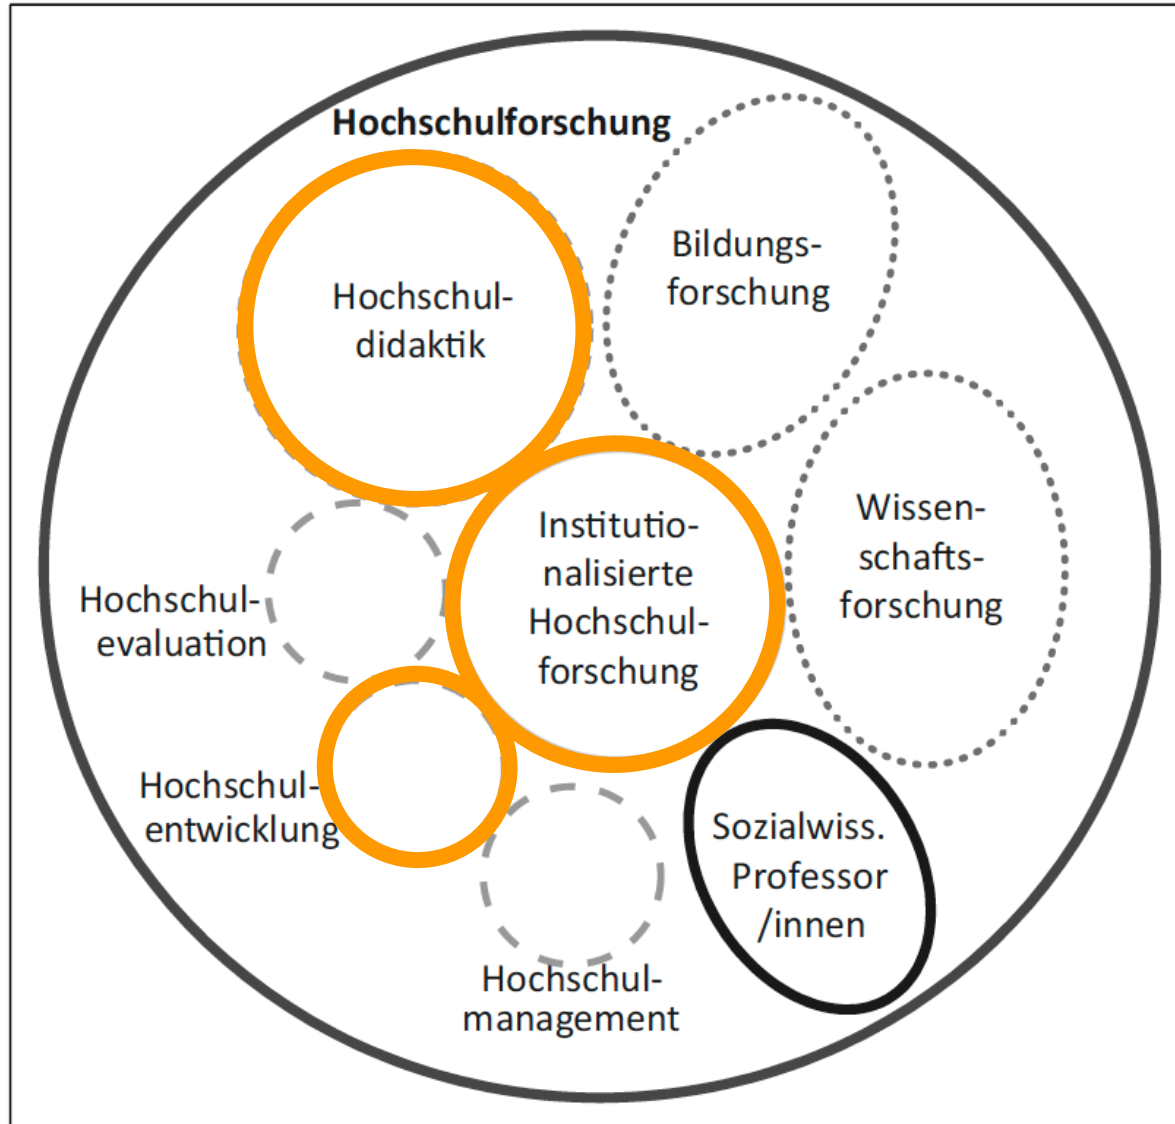 Hochschulforschung
Bildungs-
forschung
Hochschul-
didaktik
Institutio-
nalisierte
Hochschul-
forschung
Wissen-
schafts-
forschung
Hochschul-
evaluation
Hochschul-
entwicklung
Sozialwiss.
Professor
/innen
Hochschul-
management